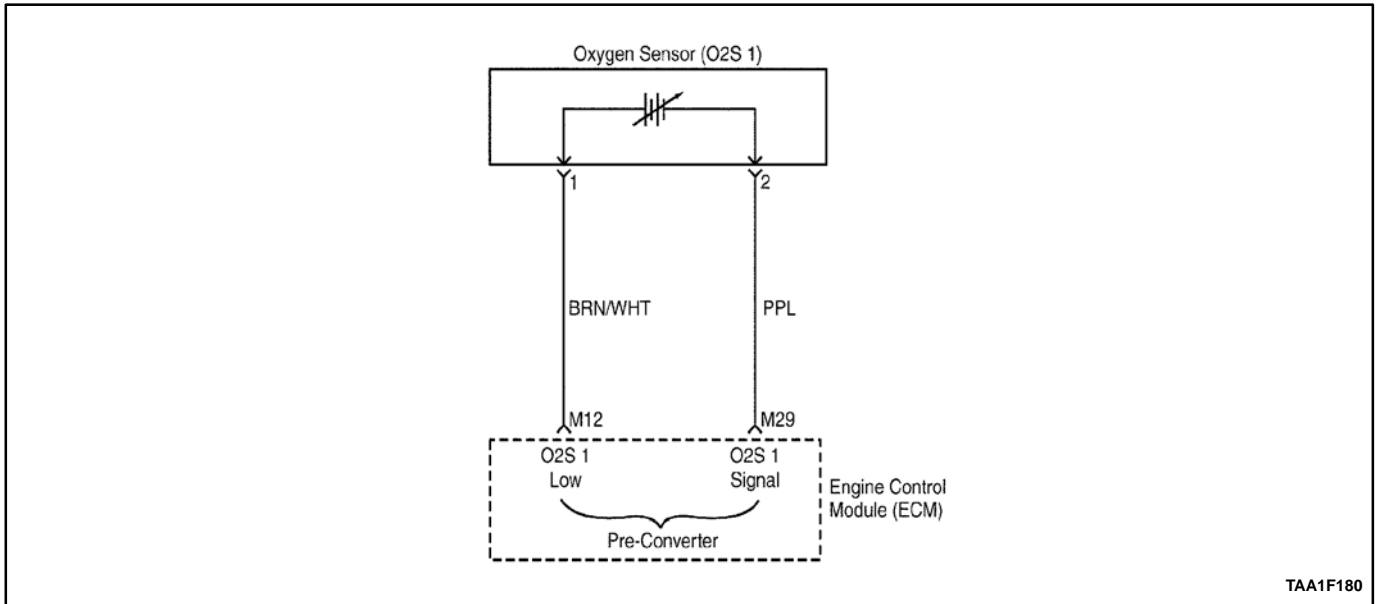 Oxygen Sensor (O2S 1)
1
2
BRN/WHT
PPL
M12
M29
O2S 1
Low
O2S 1
Signal
Engine Control
Module (ECM)
Pre-Converter
TAA1F180